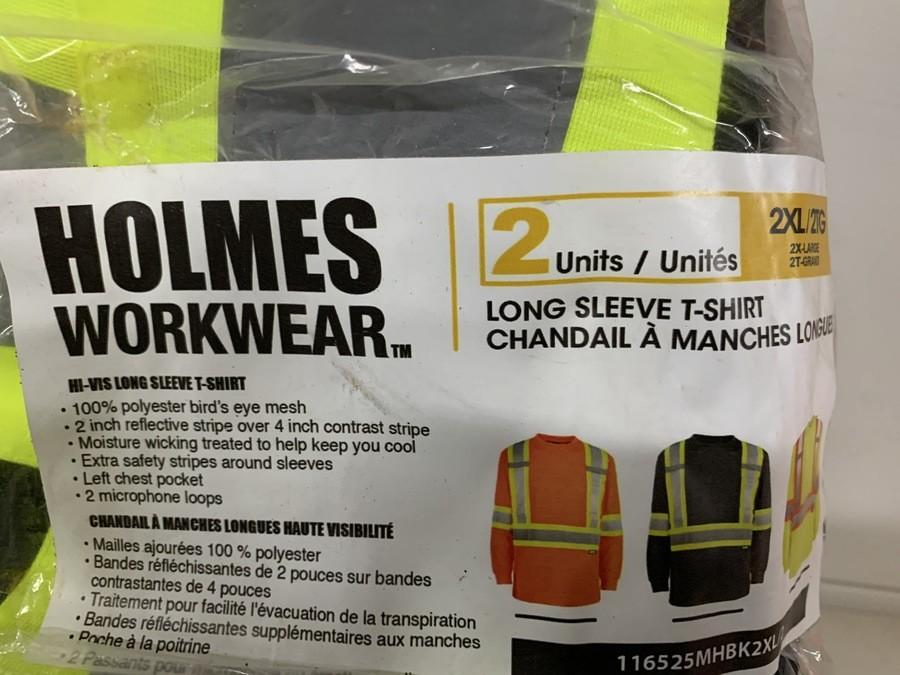 HOLMES
WORKWEAR™
2 Units / Unités
2XL/2TG
2X-LARGE
2T-GRAND
LONG SLEEVE T-SHIRT
CHANDAIL À MANCHES LONGUES
HI-VIS LONG SLEEVE T-SHIRT
• 100% polyester bird's eye mesh
• 2 inch reflective stripe over 4 inch contrast stripe
• Moisture wicking treated to help keep you cool
• Extra safety stripes around sleeves
• Left chest pocket
• 2 microphone loops
CHANDAIL À MANCHES LONGUES HAUTE VISIBILITÉ
• Mailles ajourées 100 % polyester
• Bandes réfléchissantes de 2 pouces sur bandes
contrastantes de 4 pouces
• Traitement pour facilité l'évacuation de la transpiration
• Bandes réfléchissantes supplémentaires aux manches
• Poche à la poitrine
• 2 Passants pour
116525MHBK2XL